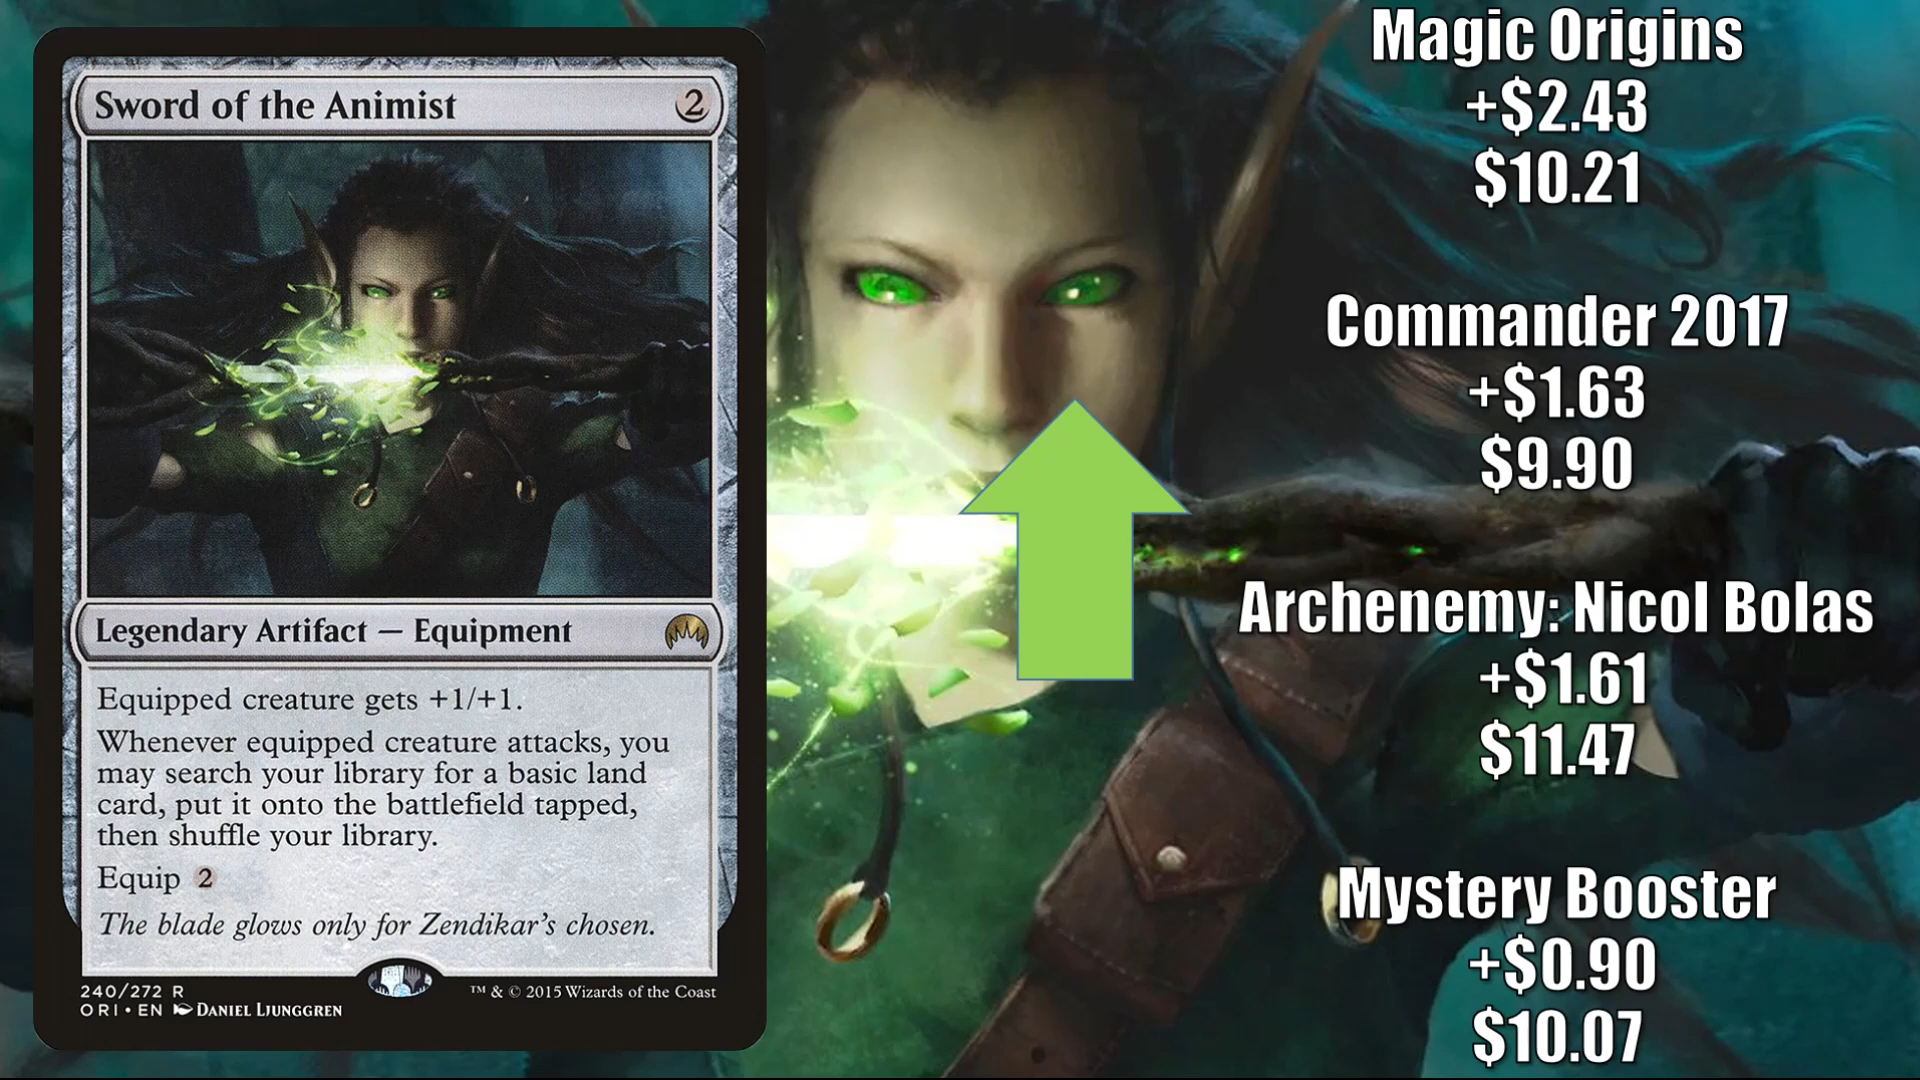 Sword of the Animist 2
Legendary Artifact — Equipment
Equipped creature gets +1/+1.
Whenever equipped creature attacks, you
may search your library for a basic land
card, put it onto the battlefield tapped,
then shuffle your library.
Equip 2
The blade glows only for Zendikar's chosen.
240/272 R
ORI • EN DANIEL LJUNGGREN
™ & © 2015 Wizards of the Coast
Magic Origins
+$2.43
$10.21
Commander 2017
+$1.63
$9.90
Archenemy: Nicol Bolas
+$1.61
$11.47
Mystery Booster
+$0.90
$10.07